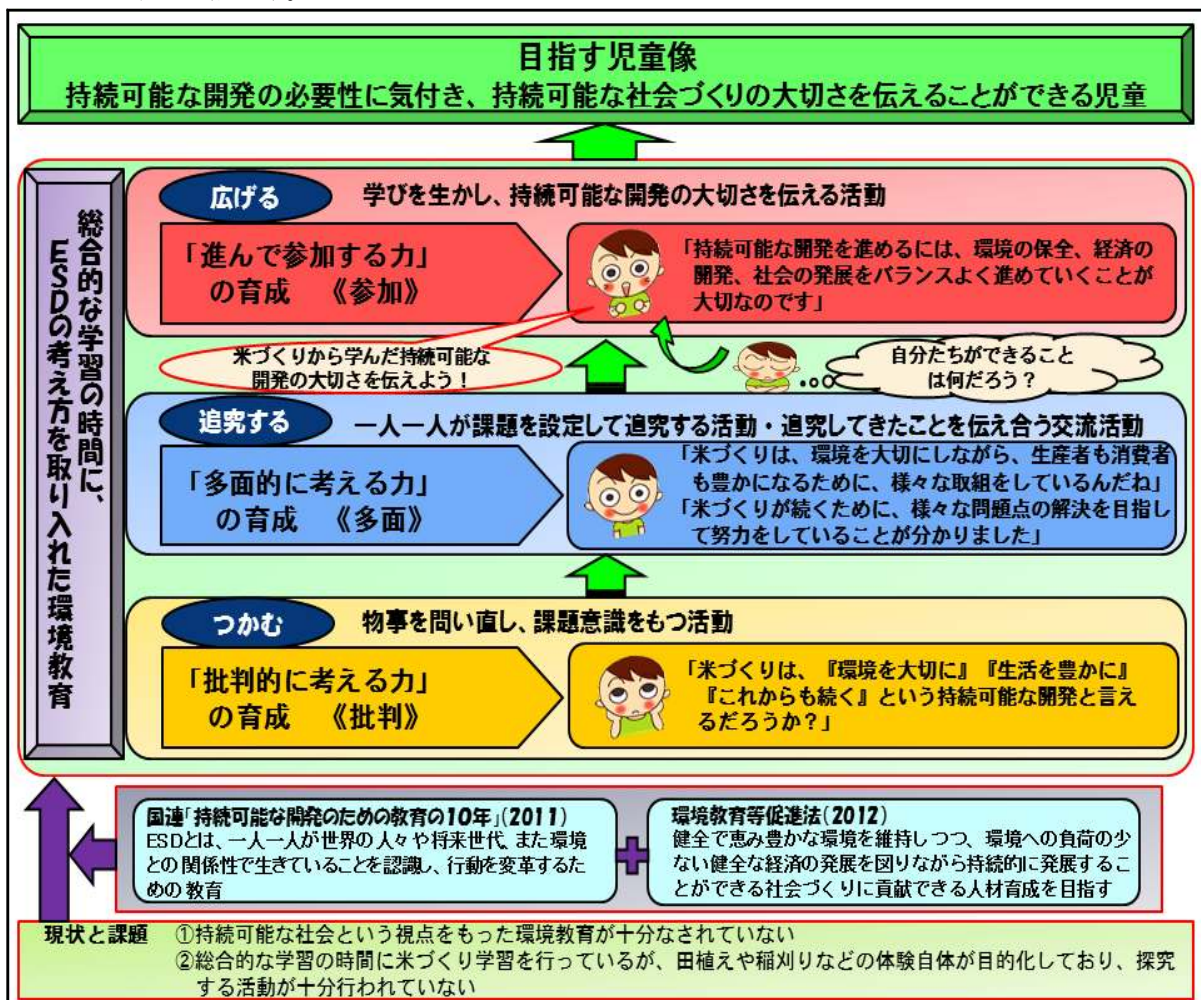 目指す児童像
持続可能な開発の必要性に気付き、持続可能な社会づくりの大切さを伝えることができる児童
総合的な学習の時間に、
ESDの考え方を取り入れた環境教育
広げる
学びを生かし、持続可能な開発の大切さを伝える活動
「進んで参加する力」
の育成 《参加》
「持続可能な開発を進めるには、環境の保全、経済の
開発、社会の発展をバランスよく進めていくことが
大切なのです」
米づくりから学んだ持続可能な
開発の大切さを伝えよう！
自分たちができること
は何だろう？
追究する
一人一人が課題を設定して追究する活動・追究してきたことを伝え合う交流活動
「多面的に考える力」
の育成 《多面》
「米づくりは、環境を大切にしながら、生産者も消費者
も豊かになるために、様々な取組をしているんだね」
「米づくりが続くために、様々な問題点の解決を目指し
て努力をしていることが分かりました」
つかむ
物事を問い直し、課題意識をもつ活動
「批判的に考える力」
の育成 《批判》
「米づくりは、『環境を大切に』『生活を豊かに』
『これからも続く』という持続可能な開発と言え
るだろうか？」
国連「持続可能な開発のための教育の10年」(2011)
ESDとは、一人一人が世界の人々や将来世代、また環境
との関係性で生きていることを認識し、行動を変革するた
めの教育
環境教育等促進法(2012)
健全で恵み豊かな環境を維持しつつ、環境への負荷の少
ない健全な経済の発展を図りながら持続的に発展するこ
とができる社会づくりに貢献できる人材育成を目指す
現状と課題 ①持続可能な社会という視点をもった環境教育が十分なされていない
②総合的な学習の時間に米づくり学習を行っているが、田植えや稲刈りなどの体験自体が目的化しており、探究
する活動が十分行われていない